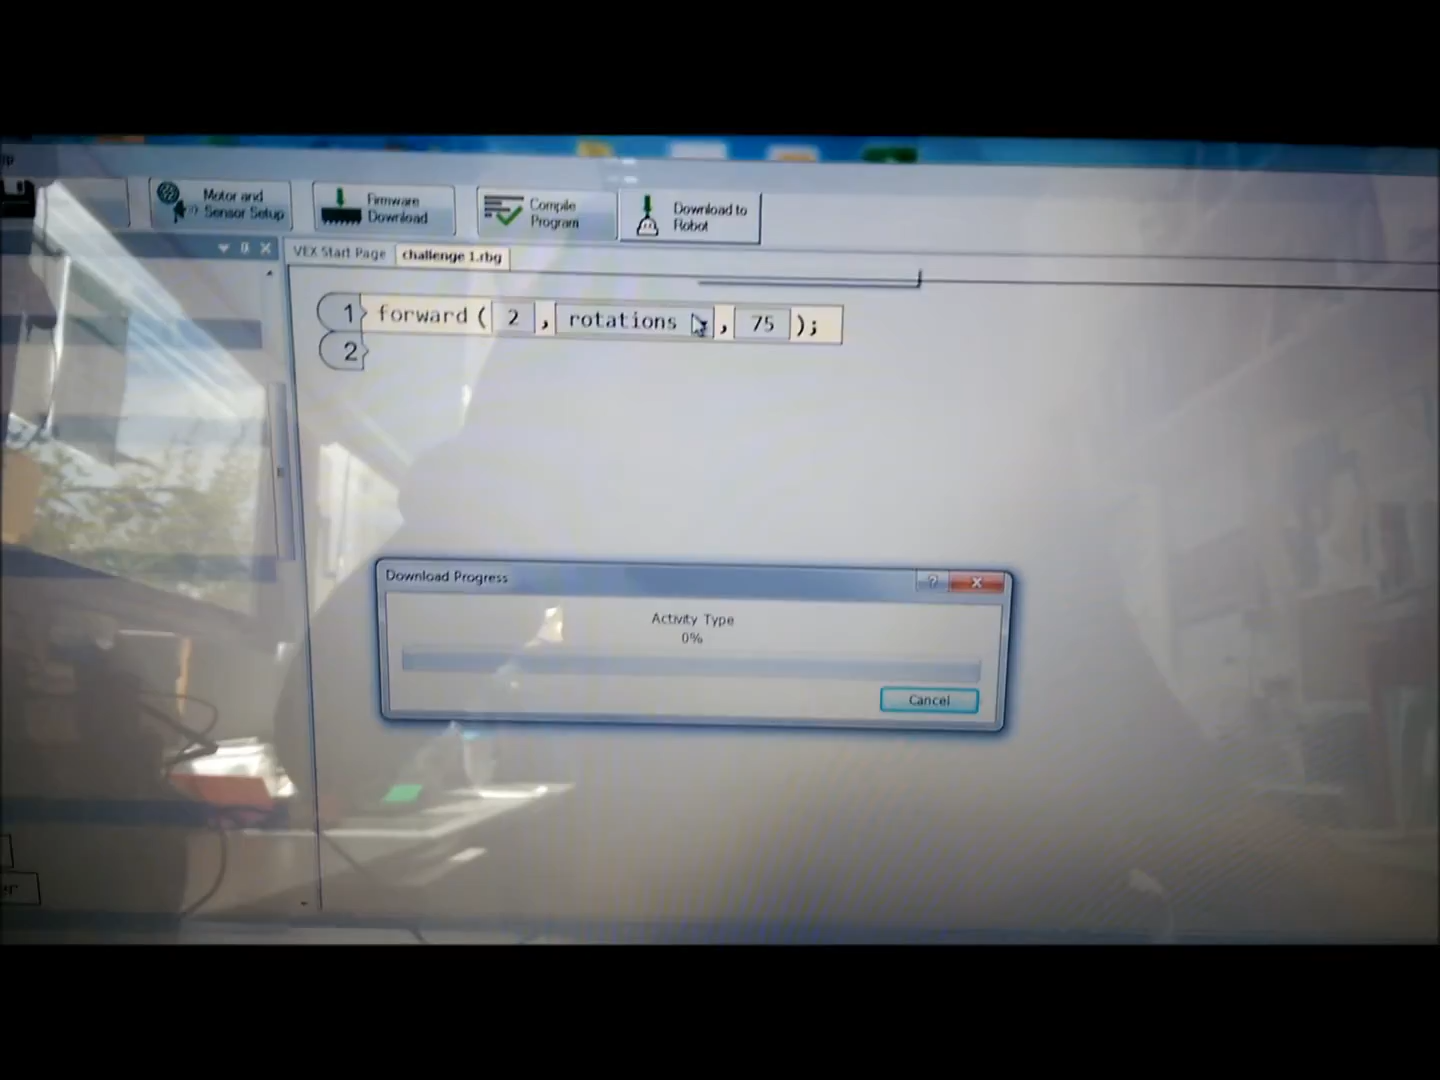 Motor and
Sensor Setup
Firmware
Download
Compile
Program
Download to
Robot
VEX Start Page
challenge 1.rbg
1 forward ( 2 , rotations , 75 );
2
Download Progress
? X
Activity Type
0%
Cancel
er